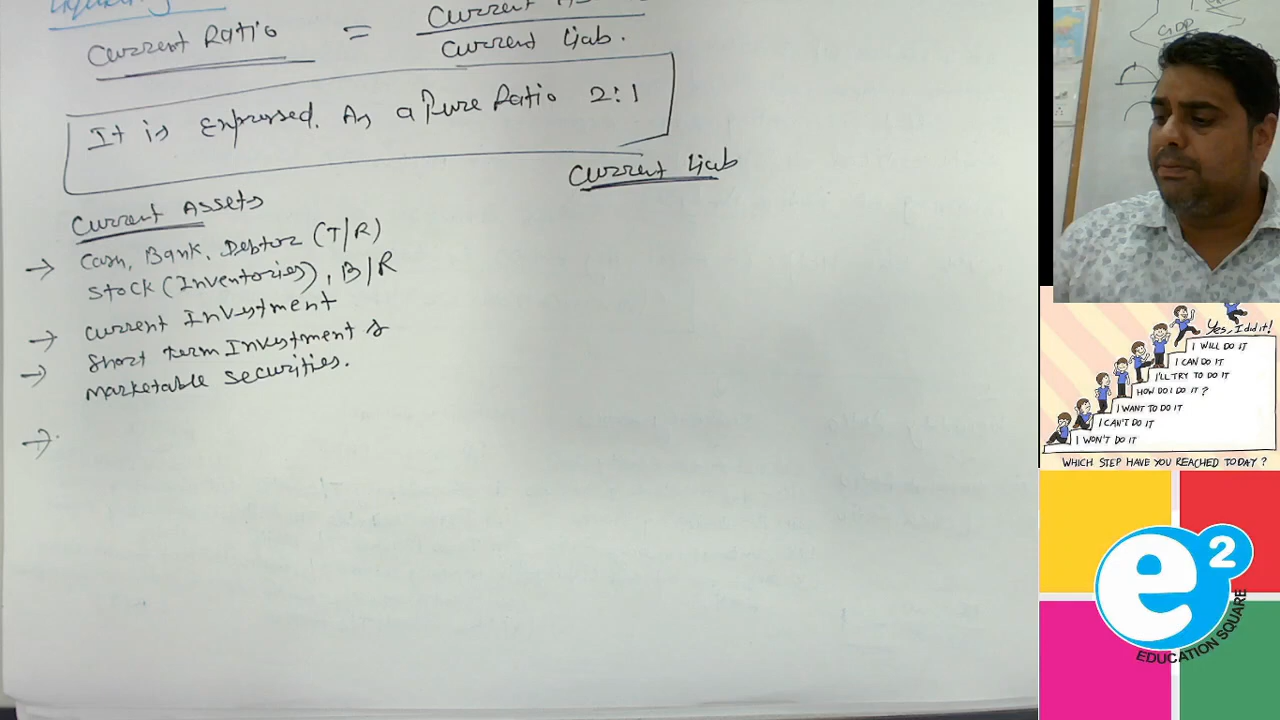 Current Ratio = Current
Current Liab.
It is Expressed. As a Pure Ratio 2:1
Current Liab
Current Assets
→ Cash, Bank, Debtor (T/R)
Stock (Inventories), B/R
→ Current Investment
→ Short term Investment &
marketable securities.
→
GDP
Yes, I did it!
I WILL DO IT
I CAN DO IT
I'LL TRY TO DO IT
HOW DO I DO IT?
I WANT TO DO IT
I CAN'T DO IT
I WON'T DO IT
WHICH STEP HAVE YOU REACHED TODAY?
e2
EDUCATION SQUARE